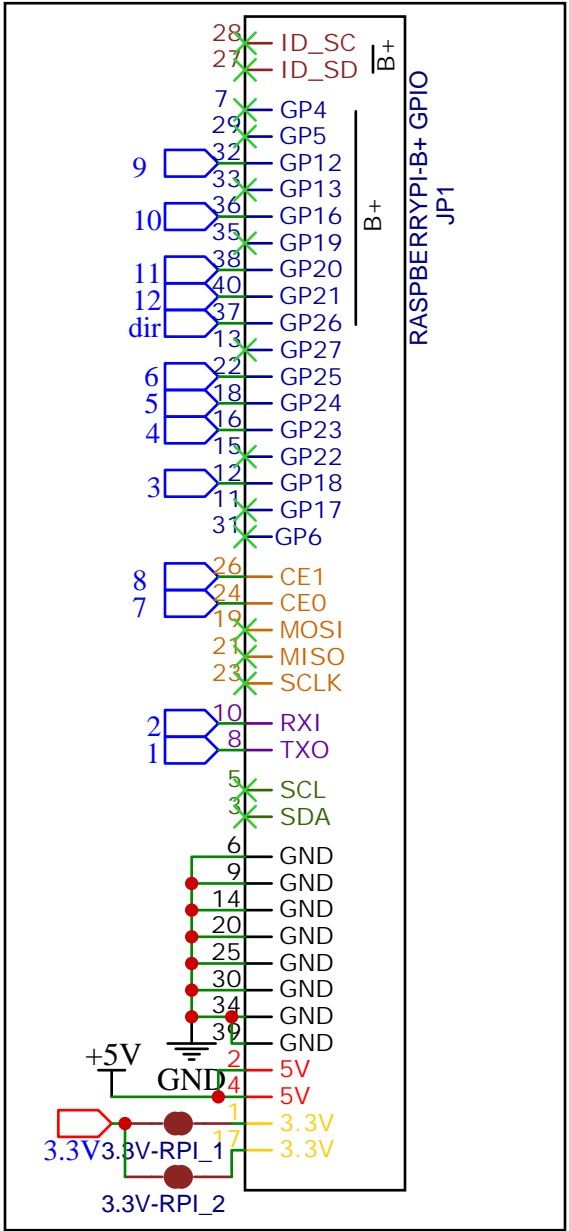 28 ID_SC
27 ID_SD
B+
7 GP4
29 GP5
9 32 GP12
33 GP13
10 36 GP16
35 GP19
11 38 GP20
12 40 GP21
dir 37 GP26
B+
13 GP27
6 22 GP25
5 18 GP24
4 16 GP23
15 GP22
3 12 GP18
11 GP17
31 GP6
RASPBERRYPI-B+ GPIO
JP1
8 26 CE1
7 24 CE0
19 MOSI
21 MISO
23 SCLK
2 10 RXI
1 8 TXO
5 SCL
3 SDA
6 GND
9 GND
14 GND
20 GND
25 GND
30 GND
34 GND
39 GND
+5V
GND
2 5V
4 5V
1 3.3V
3.3V 3.3V-RPI_1
17 3.3V
3.3V-RPI_2